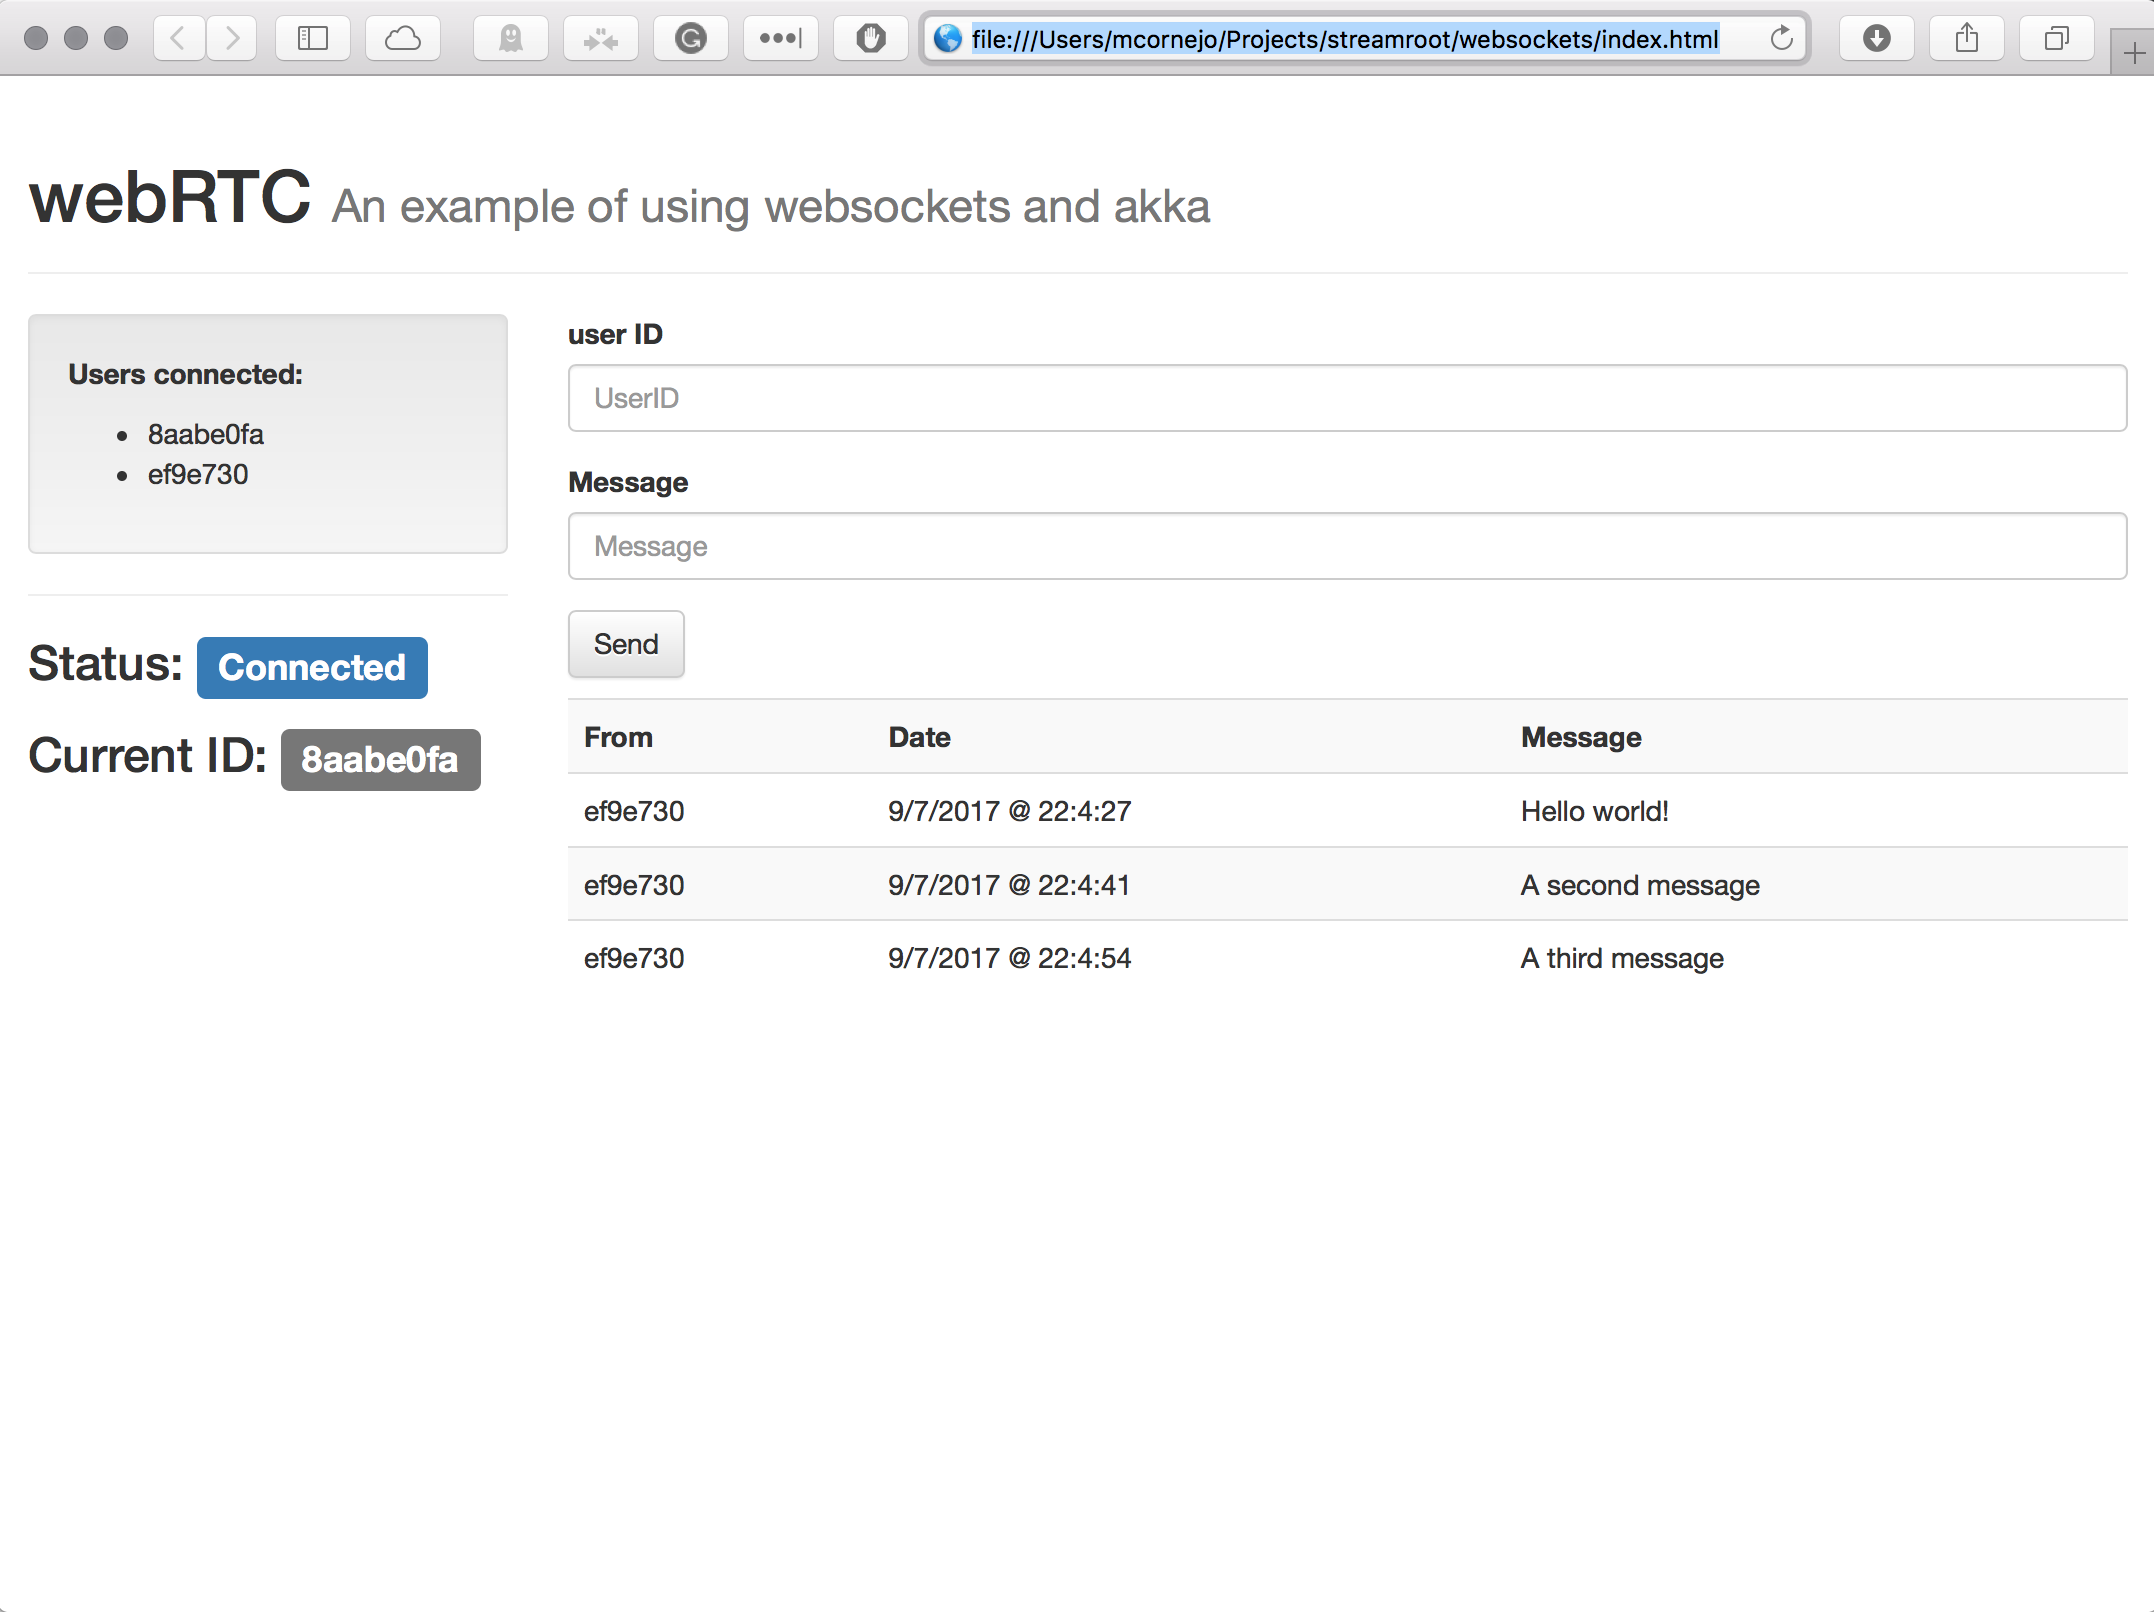 file:///Users/mcornejo/Projects/streamroot/websockets/index.html
webRTC An example of using websockets and akka
Users connected:
8aabe0fa
ef9e730
Status: Connected
Current ID: 8aabe0fa
user ID
UserID
Message
Message
Send
From Date Message
ef9e730 9/7/2017 @ 22:4:27 Hello world!
ef9e730 9/7/2017 @ 22:4:41 A second message
ef9e730 9/7/2017 @ 22:4:54 A third message